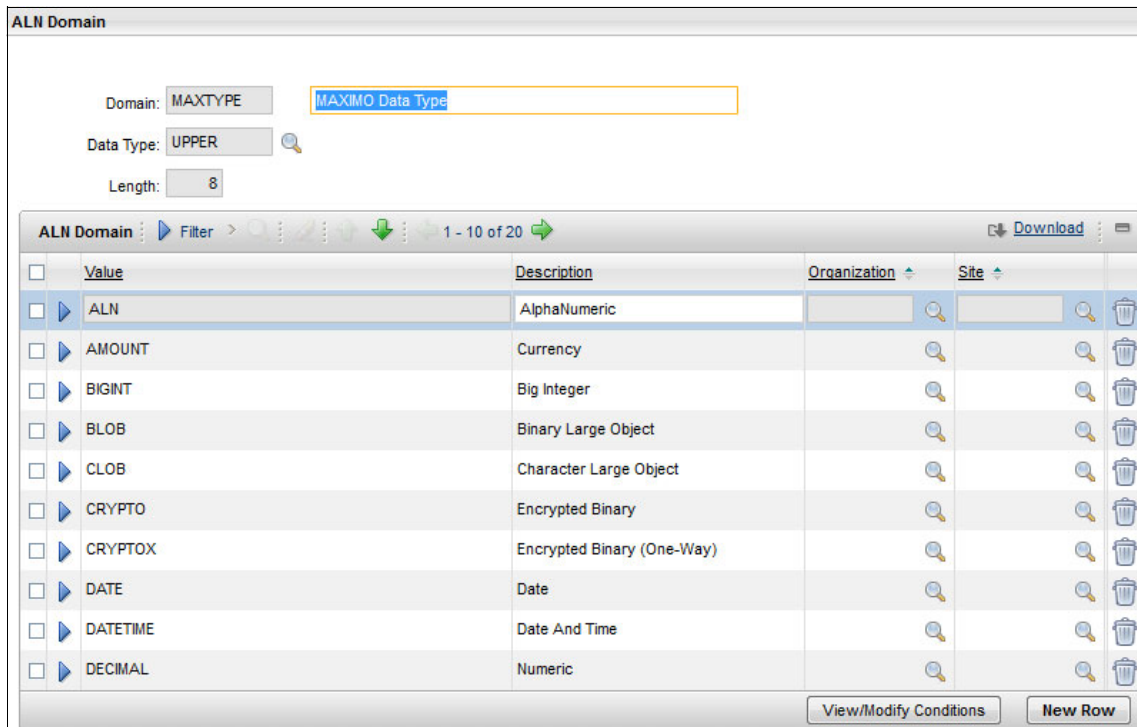 ALN Domain
Domain: MAXTYPE MAXIMO Data Type
Data Type: UPPER
Length: 8
ALN Domain Filter > 1 - 10 of 20 Download
Value Description Organization Site
ALN AlphaNumeric
AMOUNT Currency
BIGINT Big Integer
BLOB Binary Large Object
CLOB Character Large Object
CRYPTO Encrypted Binary
CRYPTOX Encrypted Binary (One-Way)
DATE Date
DATETIME Date And Time
DECIMAL Numeric
View/Modify Conditions New Row